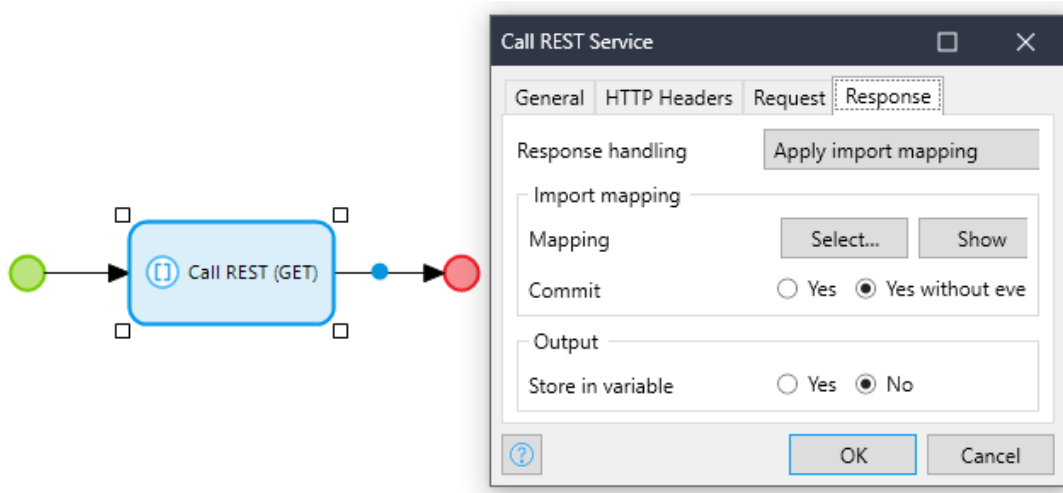 Call REST Service
General HTTP Headers Request Response
Response handling Apply import mapping
Import mapping
Mapping Select... Show
Commit Yes Yes without eve
Output
Store in variable Yes No
? OK Cancel
[] Call REST (GET)